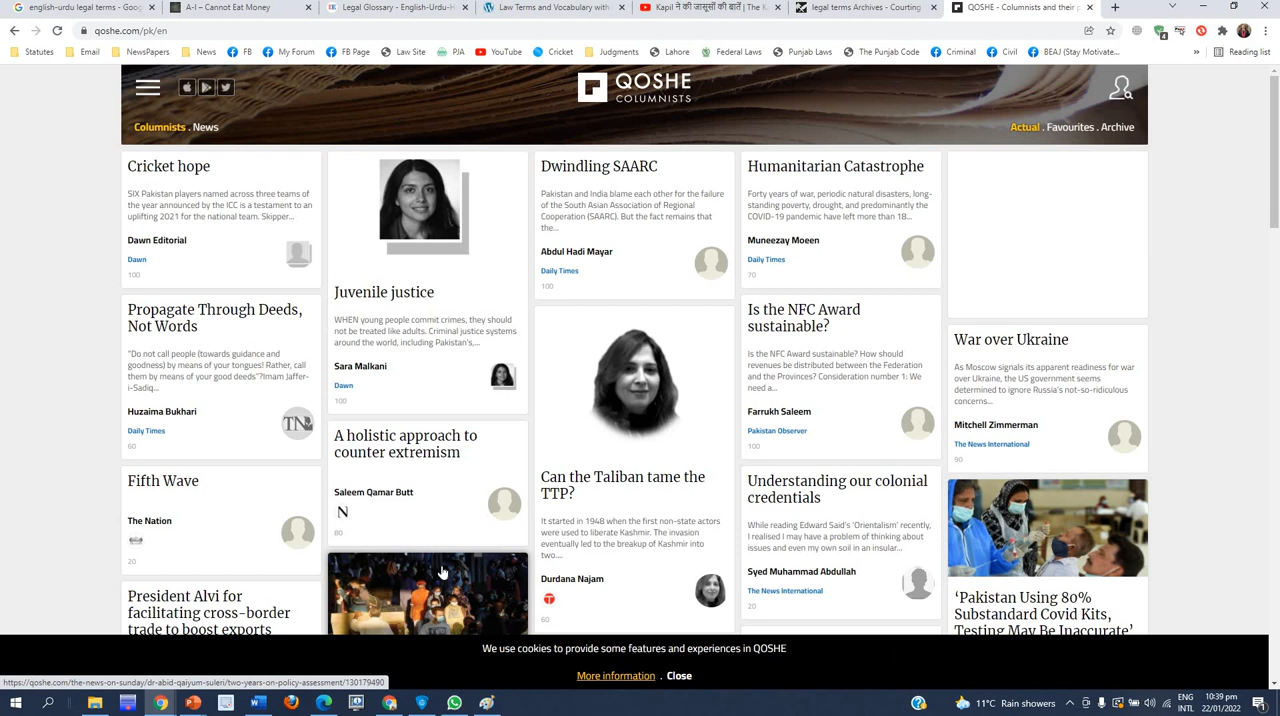 english-urdu-legal-glossary - G
English-Urdu Legal Glossary
Legal Glossary - English-Urdu-H
Law Terms with Definitions | Cou
Kapil ने की जासूसों की बातें | The K
legal terms Archives - Courting
QOSHE - Columnists and their p
qoshe.com/pk/en
Statutes
Email
NewsPapers
News
FB
My Forum
FB Page
Law Site
PJA
YouTube
Cricket
Judgments
Lahore
Federal Laws
Punjab Laws
The Punjab Code
Criminal
Civil
BEAJ (Stay Motivate...
»
Reading list
QOSHE
COLUMNISTS
Columnists . News
Actual . Favourites . Archive
Cricket hope
SIX Pakistan players named across three teams of
the year announced by the ICC is a testament to an
uplifting 2021 for the national team. Skipper...
Dawn Editorial
Dawn
100
Propagate Through Deeds,
Not Words
"Do not call people (towards guidance and
goodness) by means of your tongues! Rather, call
them by means of your good deeds"?Imam Jaffer-
i-Sadiq...
Huzaima Bukhari
TN
Daily Times
60
Fifth Wave
The Nation
20
President Alvi for
facilitating cross-border
trade to boost exports
Juvenile justice
WHEN young people commit crimes, they should
not be treated like adults. Criminal justice systems
around the world, including Pakistan's,...
Sara Malkani
Dawn
100
A holistic approach to
counter extremism
Saleem Qamar Butt
N
80
Dwindling SAARC
Pakistan and India blame each other for the failure
of the South Asian Association of Regional
Cooperation (SAARC). But the fact remains that
the...
Abdul Hadi Mayar
Daily Times
100
Can the Taliban tame the
TTP?
It started in 1948 when the first non-state actors
were used to liberate Kashmir. The invasion
eventually led to the breakup of Kashmir into
two....
Durdana Najam
60
Humanitarian Catastrophe
Forty years of war, periodic natural disasters, long-
standing poverty, drought, and predominantly the
COVID-19 pandemic have left more than 18...
Muneezay Moeen
Daily Times
70
Is the NFC Award
sustainable?
Is the NFC Award sustainable? How should
revenues be distributed between the Federation
and the Provinces? Consideration number 1: We
need a...
Farrukh Saleem
Pakistan Observer
100
Understanding our colonial
credentials
While reading Edward Said's 'Orientalism' recently,
I realised I may have a problem of thinking about
issues and even my own soil in an insular...
Syed Muhammad Abdullah
The News International
20
War over Ukraine
As Moscow signals its apparent readiness for war
over Ukraine, the US government seems
determined to ignore Russia's not-so-ridiculous
concerns...
Mitchell Zimmerman
The News International
90
'Pakistan Using 80%
Substandard Covid Kits,
Testing May Be Inaccurate'
We use cookies to provide some features and experiences in QOSHE
More information . Close
https://qoshe.com/the-news-on-sunday/dr-abid-qaiyum-suleri/two-years-on-policy-assessment/130179490
11°C Rain showers
ENG
INTL
10:39 pm
22/01/2022